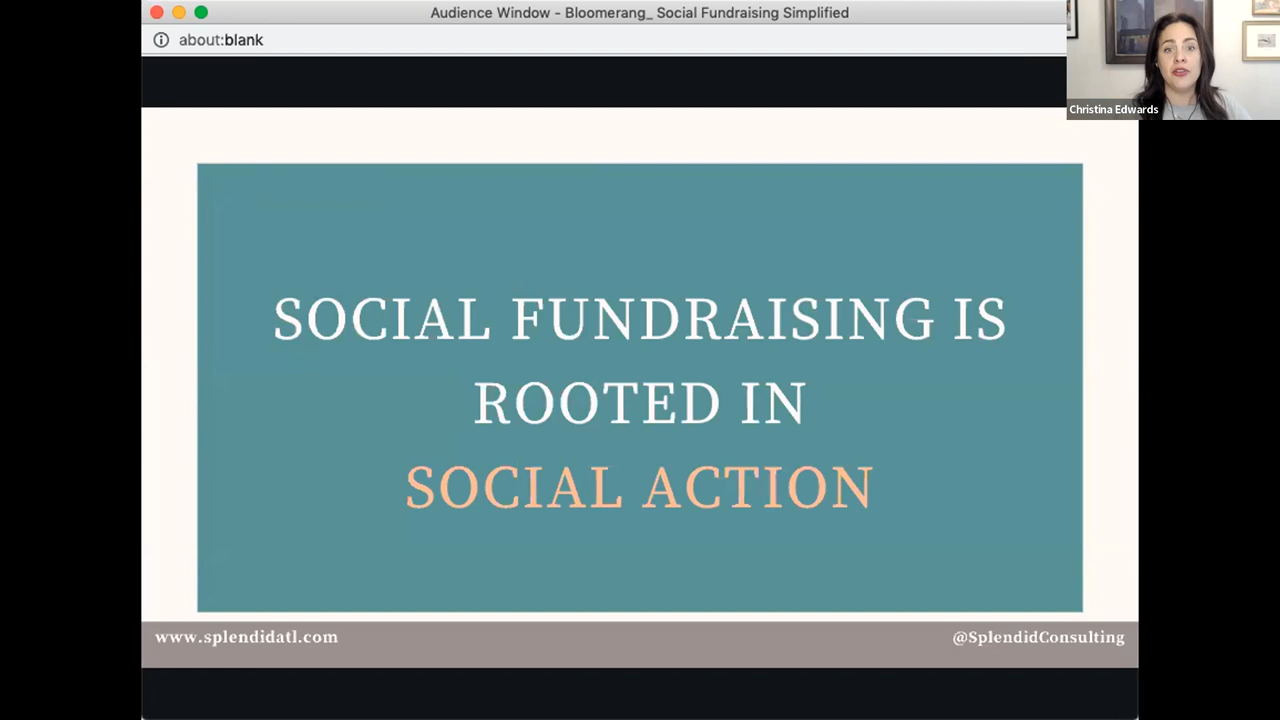 Audience Window - Bloomerang_ Social Fundraising Simplified
about:blank
Christina Edwards
SOCIAL FUNDRAISING IS
ROOTED IN
SOCIAL ACTION
www.splendidatl.com
@SplendidConsulting